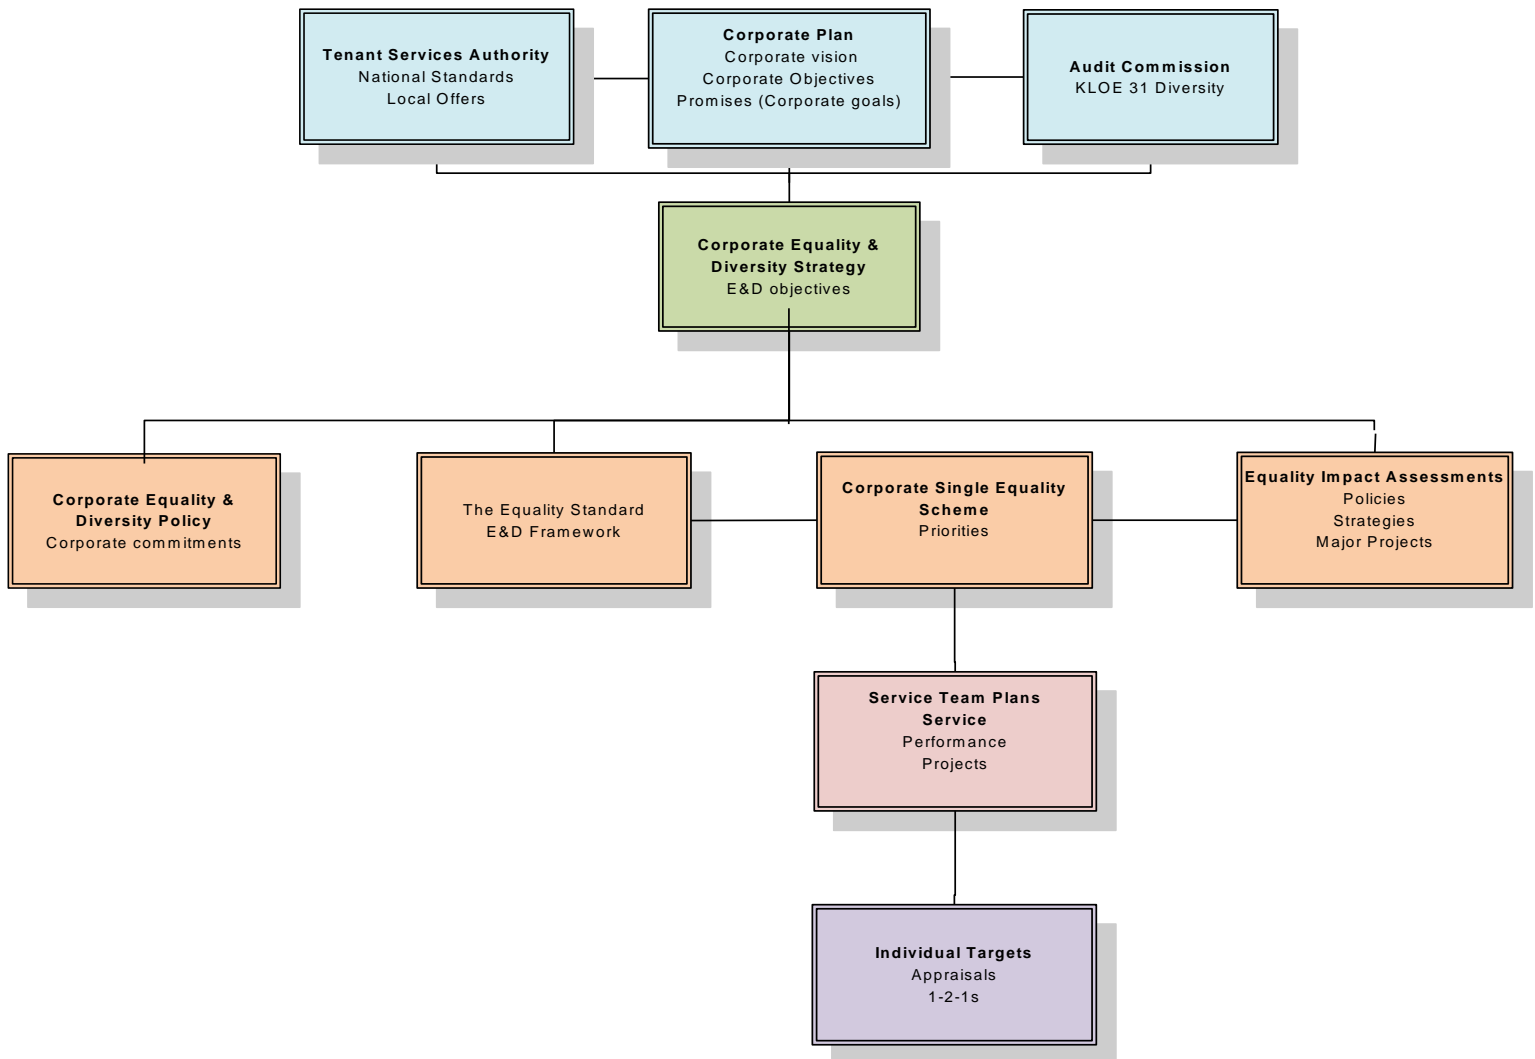 Tenant Services Authority
National Standards
Local Offers
Corporate Plan
Corporate vision
Corporate Objectives
Promises (Corporate goals)
Audit Commission
KLOE 31 Diversity
Corporate Equality &
Diversity Strategy
E&D objectives
Corporate Equality &
Diversity Policy
Corporate commitments
The Equality Standard
E&D Framework
Corporate Single Equality
Scheme
Priorities
Equality Impact Assessments
Policies
Strategies
Major Projects
Service Team Plans
Service
Performance
Projects
Individual Targets
Appraisals
1-2-1s